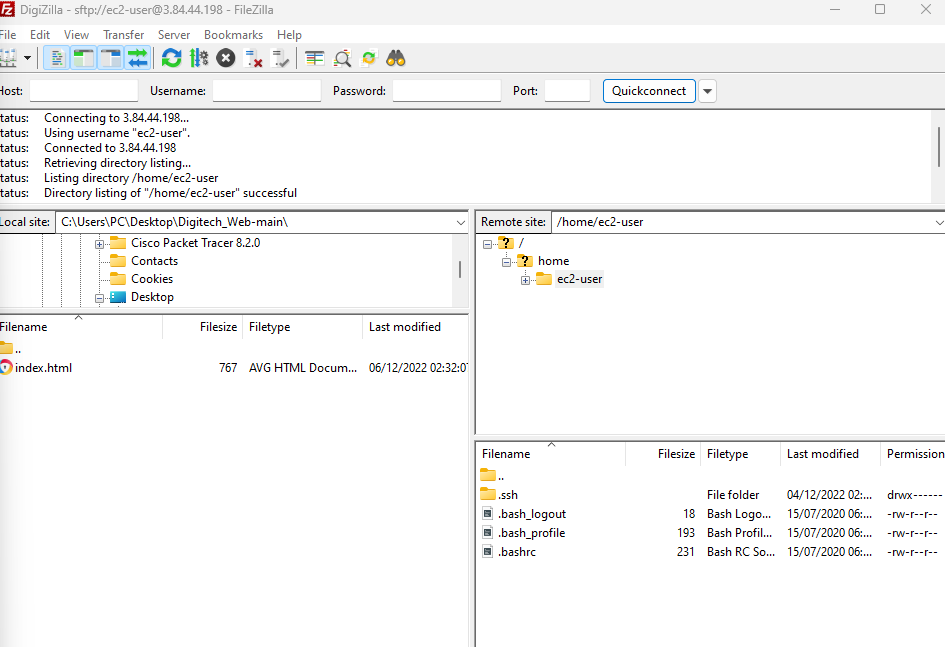 DigiZilla - sftp://ec2-user@3.84.44.198 - FileZilla
File Edit View Transfer Server Bookmarks Help
Host: Username: Password: Port: Quickconnect
tatus: Connecting to 3.84.44.198...
tatus: Using username "ec2-user".
tatus: Connected to 3.84.44.198
tatus: Retrieving directory listing...
tatus: Listing directory /home/ec2-user
tatus: Directory listing of "/home/ec2-user" successful
Local site: C:\Users\PC\Desktop\Digitech_Web-main\
Cisco Packet Tracer 8.2.0
Contacts
Cookies
Desktop
Filename Filesize Filetype Last modified
..
index.html 767 AVG HTML Docum... 06/12/2022 02:32:07
Remote site: /home/ec2-user
? /
? home
ec2-user
Filename Filesize Filetype Last modified Permission
..
.ssh File folder 04/12/2022 02:... drwx------
.bash_logout 18 Bash Logo... 15/07/2020 06:... -rw-r--r--
.bash_profile 193 Bash Profil... 15/07/2020 06:... -rw-r--r--
.bashrc 231 Bash RC So... 15/07/2020 06:... -rw-r--r--